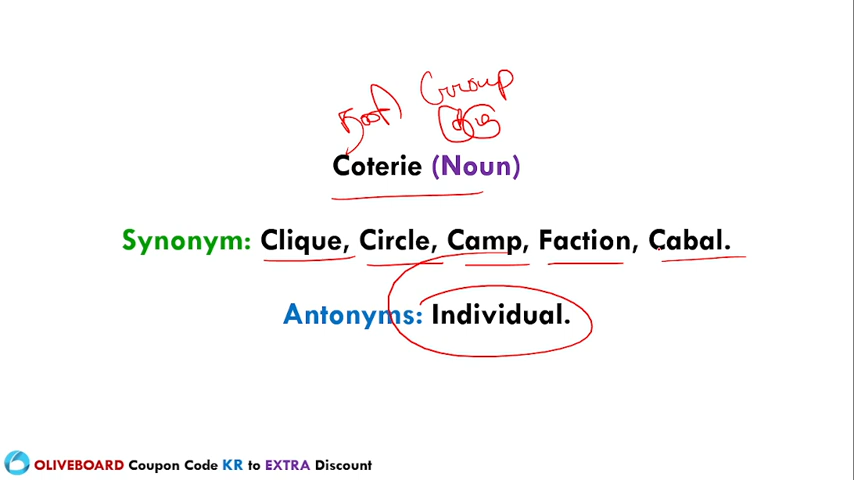 Group
Coterie (Noun)
Synonym: Clique, Circle, Camp, Faction, Cabal.
Antonyms: Individual.
OLIVEBOARD Coupon Code KR to EXTRA Discount